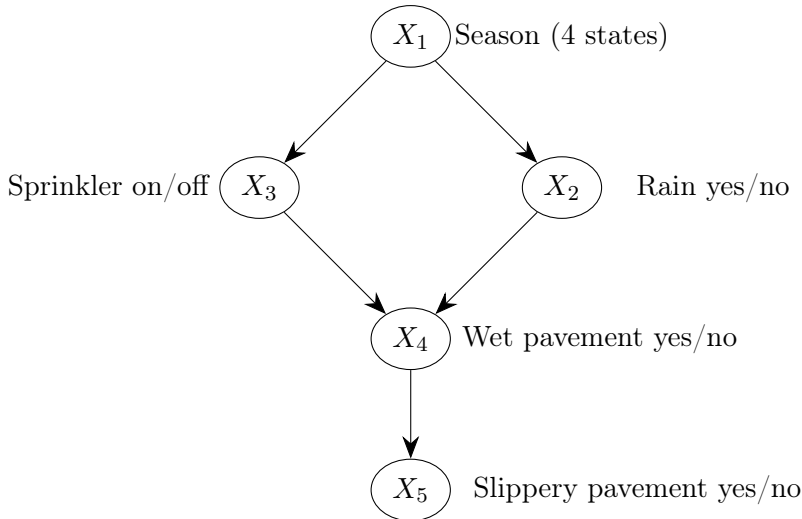 X₁ Season (4 states)
Sprinkler on/off X₃ X₂ Rain yes/no
X₄ Wet pavement yes/no
X₅ Slippery pavement yes/no